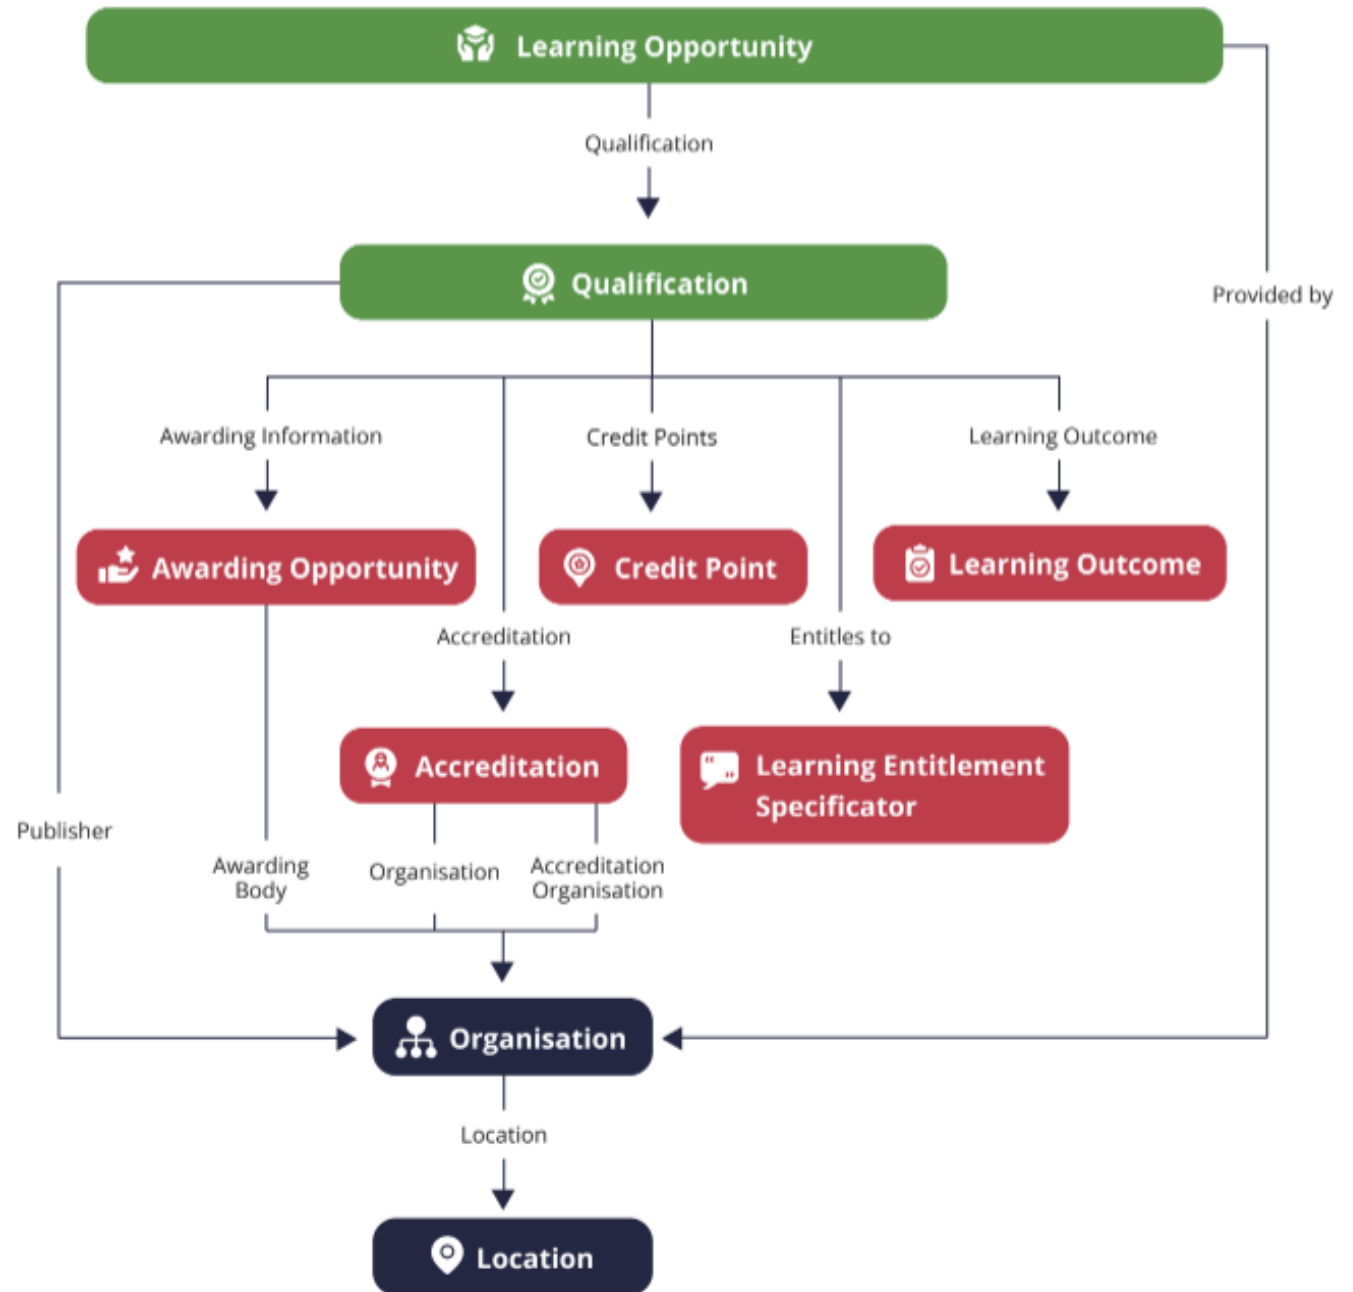 Learning Opportunity
Qualification
Qualification
Provided by
Awarding Information
Credit Points
Learning Outcome
Awarding Opportunity
Credit Point
Learning Outcome
Accreditation
Entitles to
Accreditation
Learning Entitlement
Specificator
Publisher
Awarding
Body
Organisation
Accreditation
Organisation
Organisation
Location
Location